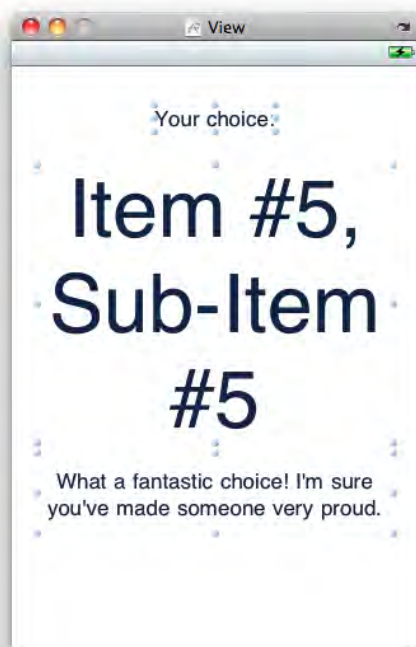 View
Your choice:
Item #5,
Sub-Item
#5
What a fantastic choice! I'm sure
you've made someone very proud.